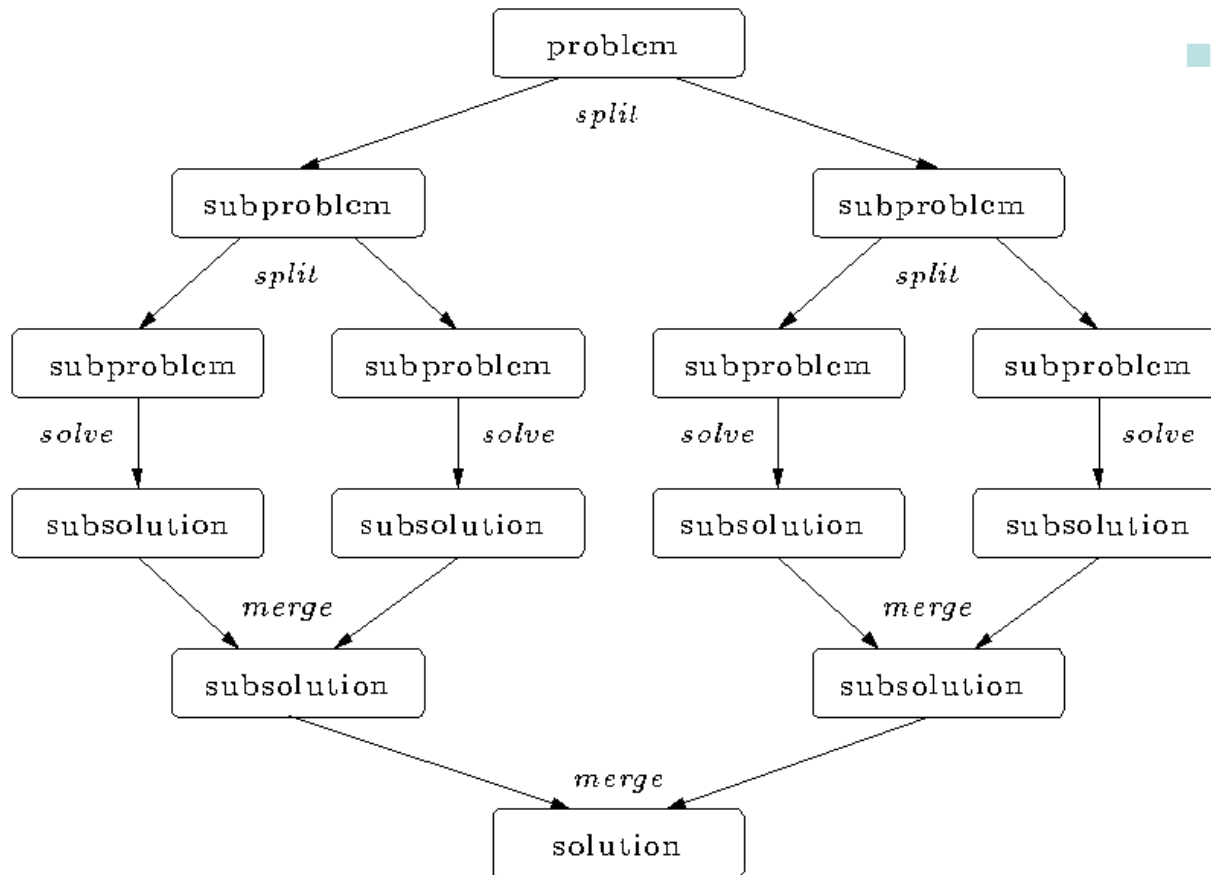 problem
split
subproblem subproblem
split split
subproblem subproblem subproblem subproblem
solve solve solve solve
subsolution subsolution subsolution subsolution
merge merge
subsolution subsolution
merge
solution